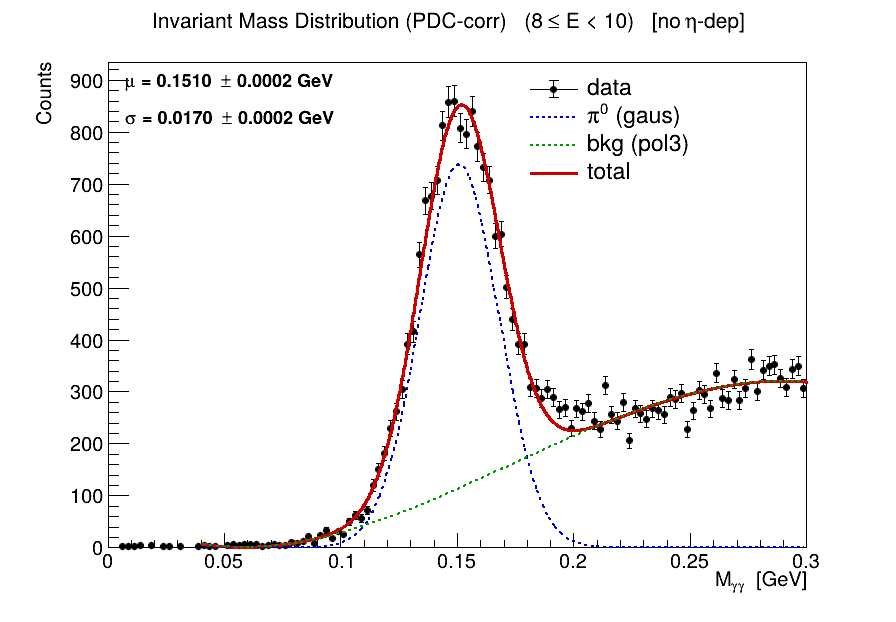 Invariant Mass Distribution (PDC-corr) (8 ≤ E < 10) [no η-dep]
Counts
μ = 0.1510 ± 0.0002 GeV
σ = 0.0170 ± 0.0002 GeV
data
π⁰ (gaus)
bkg (pol3)
total
900
800
700
600
500
400
300
200
100
0
0 0.05 0.1 0.15 0.2 0.25 0.3
M_γγ [GeV]